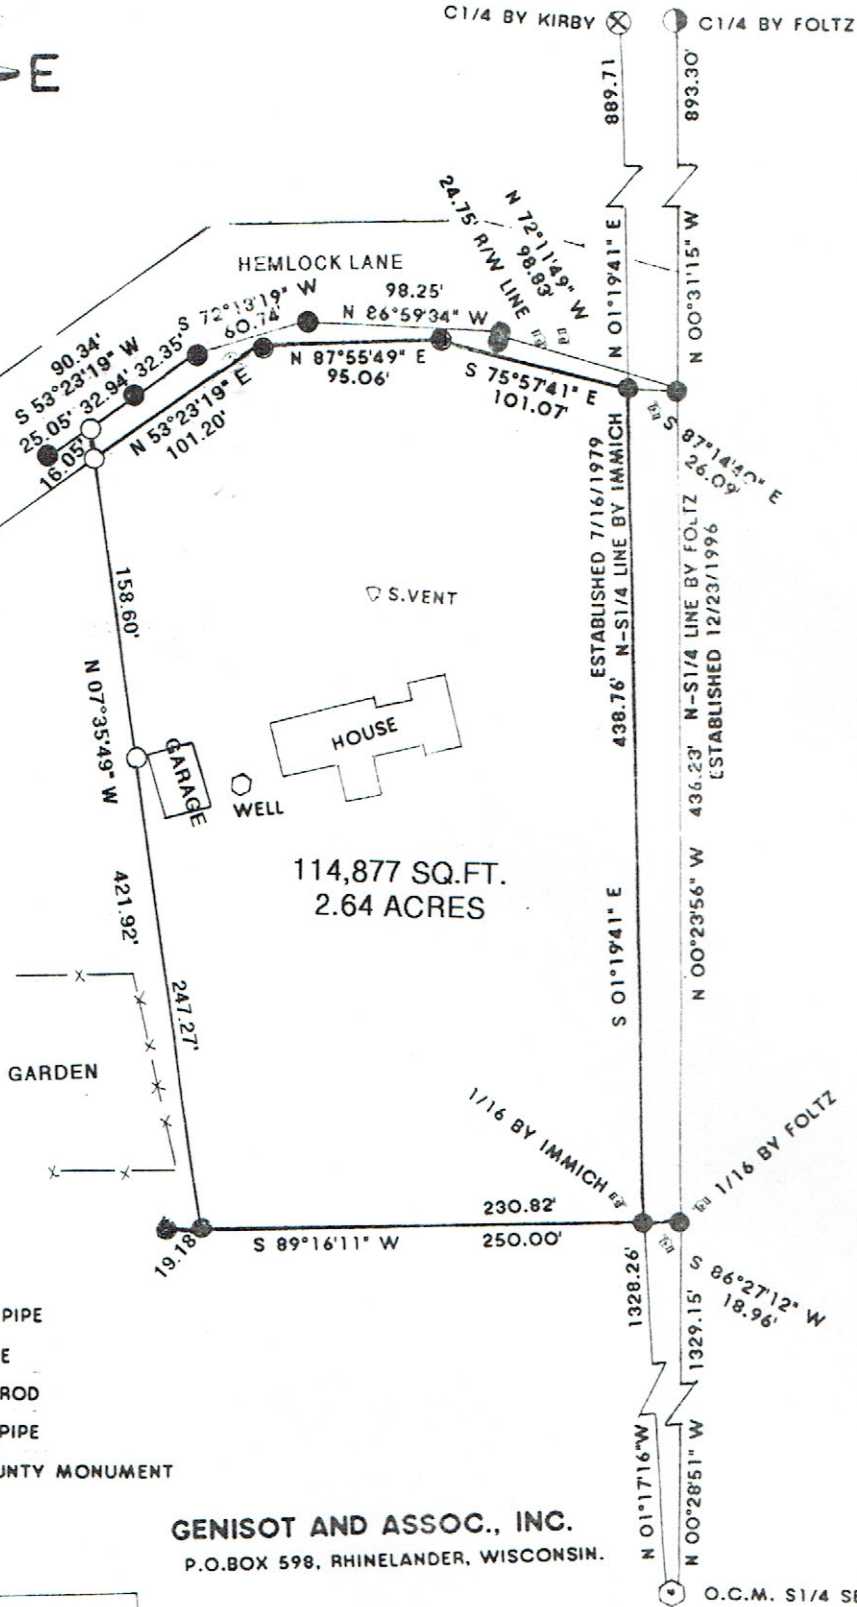 C1/4 BY KIRBY
C1/4 BY FOLTZ
E
889.71
893.30'
N 01°19'41" E
N 00°31'15" W
N 72°11'49" W
98.83'
24.75' R/W LINE
HEMLOCK LANE
S 72°13'19" W
60.74'
98.25'
N 86°59'34" W
90.34'
S 53°23'19" W
25.05' 32.94' 32.35'
16.05'
N 53°23'19" E
101.20'
N 87°55'49" E
95.06'
S 75°57'41" E
101.07'
S 87°14'40" E
26.09'
158.60'
N 07°35'49" W
421.92'
247.27'
S.VENT
HOUSE
GARAGE
WELL
114,877 SQ.FT.
2.64 ACRES
ESTABLISHED 7/16/1979
438.76' N-S1/4 LINE BY IMMICH
S 01°19'41" E
436.23' N-S1/4 LINE BY FOLTZ
ESTABLISHED 12/23/1996
N 00°23'56" W
GARDEN
1/16 BY IMMICH
1/16 BY FOLTZ
230.82'
S 89°16'11" W
250.00'
19.18'
S 86°27'12" W
18.96'
1328.26'
1329.15'
N 01°17'16"W
N 00°28'51" W
PIPE
E
ROD
PIPE
UNTY MONUMENT
GENISOT AND ASSOC., INC.
P.O.BOX 598, RHINELANDER, WISCONSIN.
O.C.M. S1/4 SE